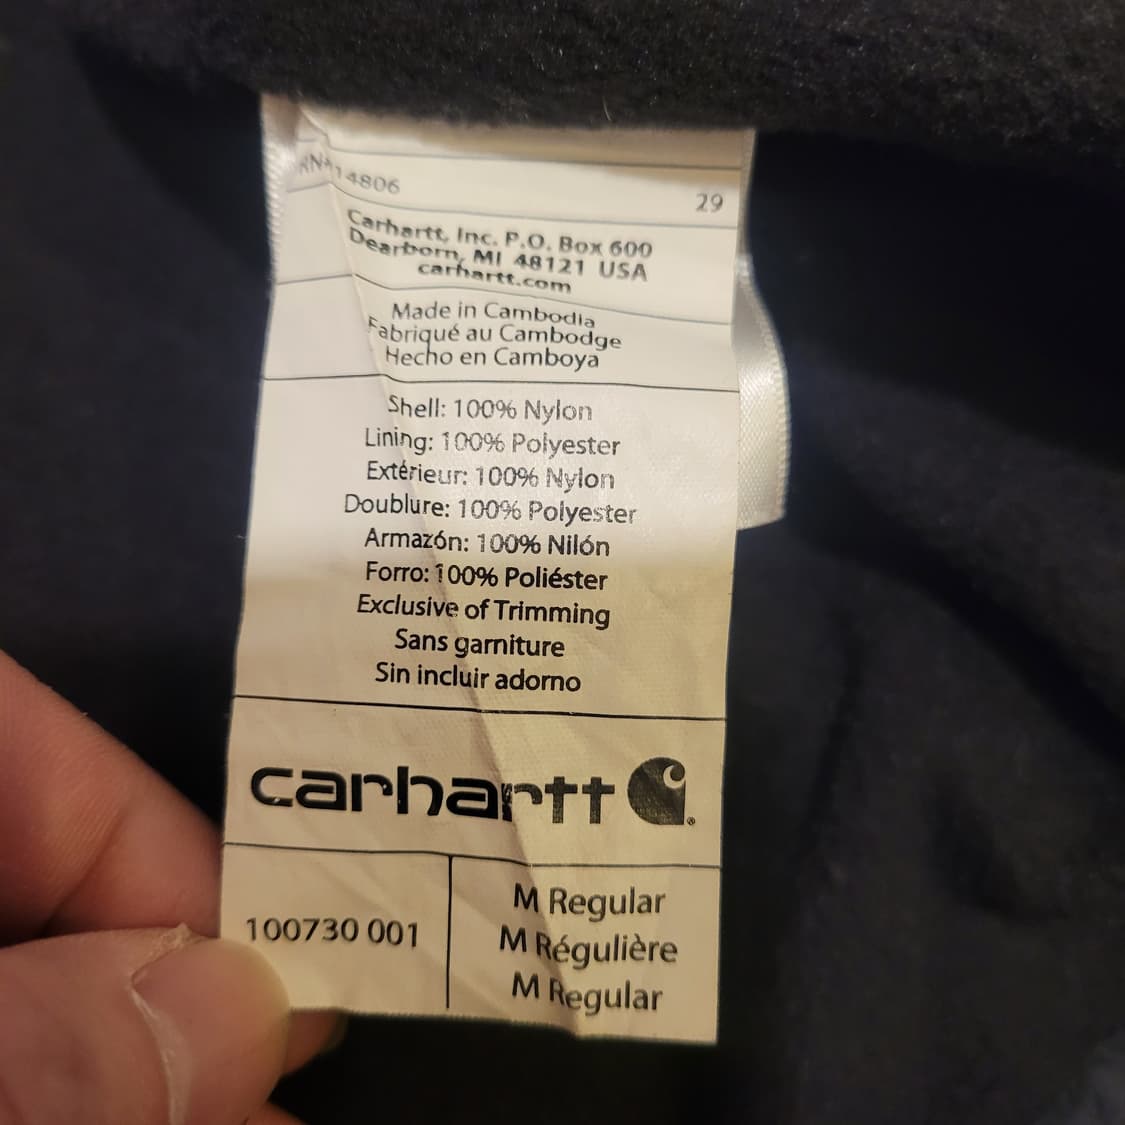 RN 14806
29
Carhartt, Inc. P.O. Box 600
Dearborn, MI 48121 USA
carhartt.com
Made in Cambodia
Fabriqué au Cambodge
Hecho en Camboya
Shell: 100% Nylon
Lining: 100% Polyester
Extérieur: 100% Nylon
Doublure: 100% Polyester
Armazón: 100% Nilón
Forro: 100% Poliéster
Exclusive of Trimming
Sans garniture
Sin incluir adorno
carhartt ®
100730 001
M Regular
M Régulière
M Regular